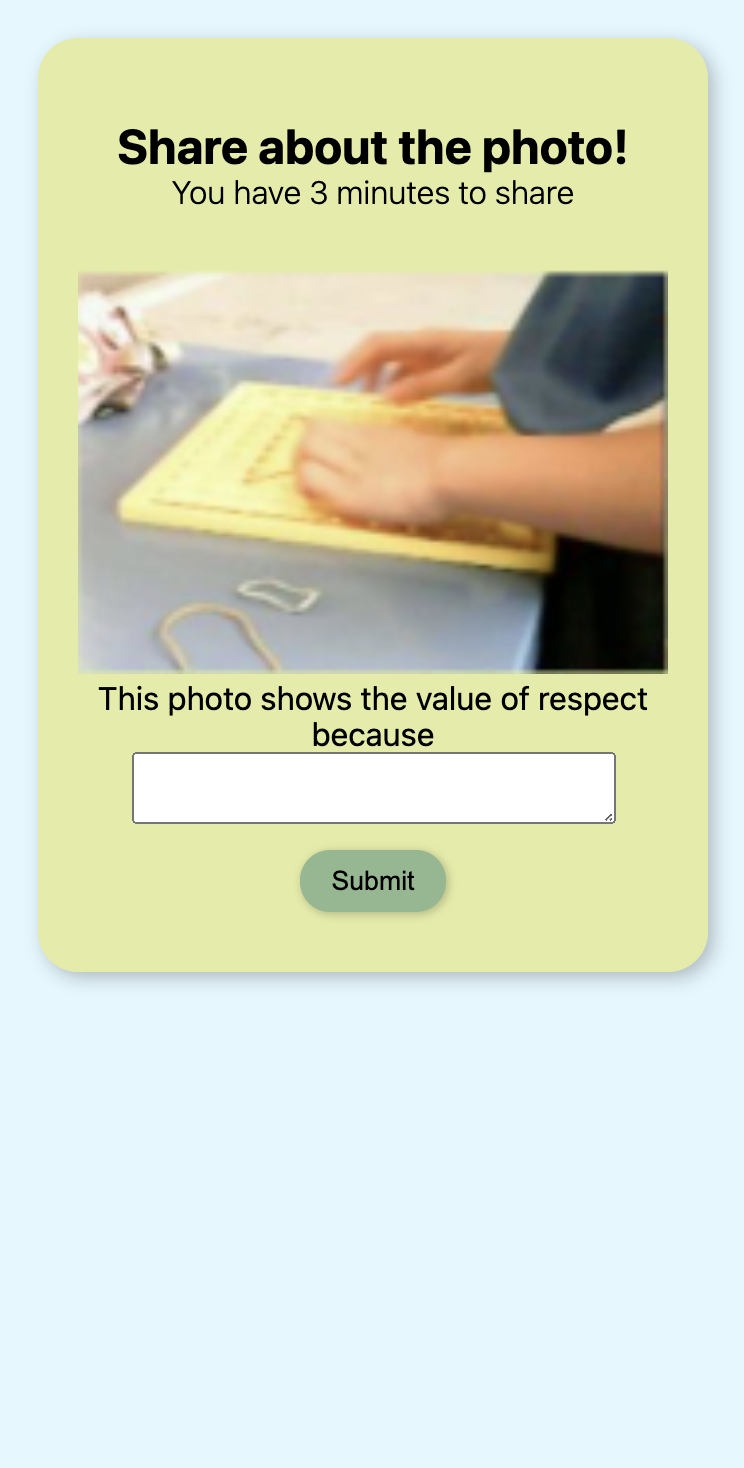 Share about the photo!
You have 3 minutes to share
This photo shows the value of respect
because
Submit